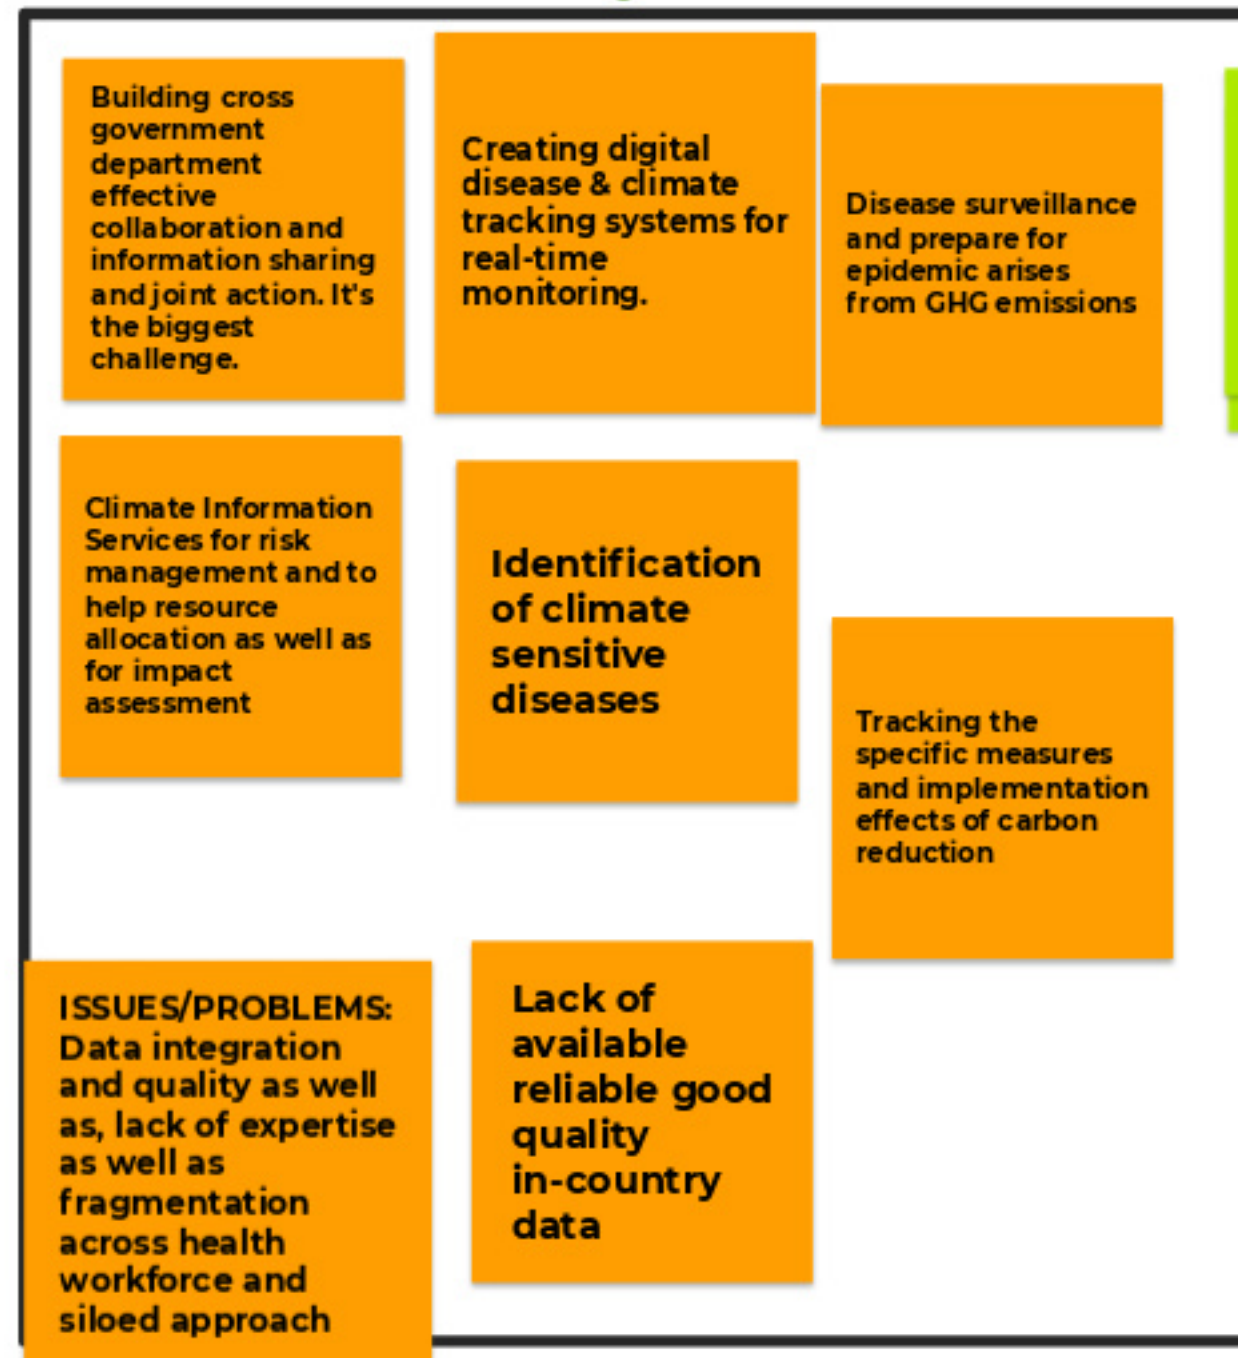 Building cross
government
department
effective
collaboration and
information sharing
and joint action. It's
the biggest
challenge.
Creating digital
disease & climate
tracking systems for
real-time
monitoring.
Disease surveillance
and prepare for
epidemic arises
from GHG emissions
Climate Information
Services for risk
management and to
help resource
allocation as well as
for impact
assessment
Identification
of climate
sensitive
diseases
Tracking the
specific measures
and implementation
effects of carbon
reduction
ISSUES/PROBLEMS:
Data integration
and quality as well
as, lack of expertise
as well as
fragmentation
across health
workforce and
siloed approach
Lack of
available
reliable good
quality
in-country
data